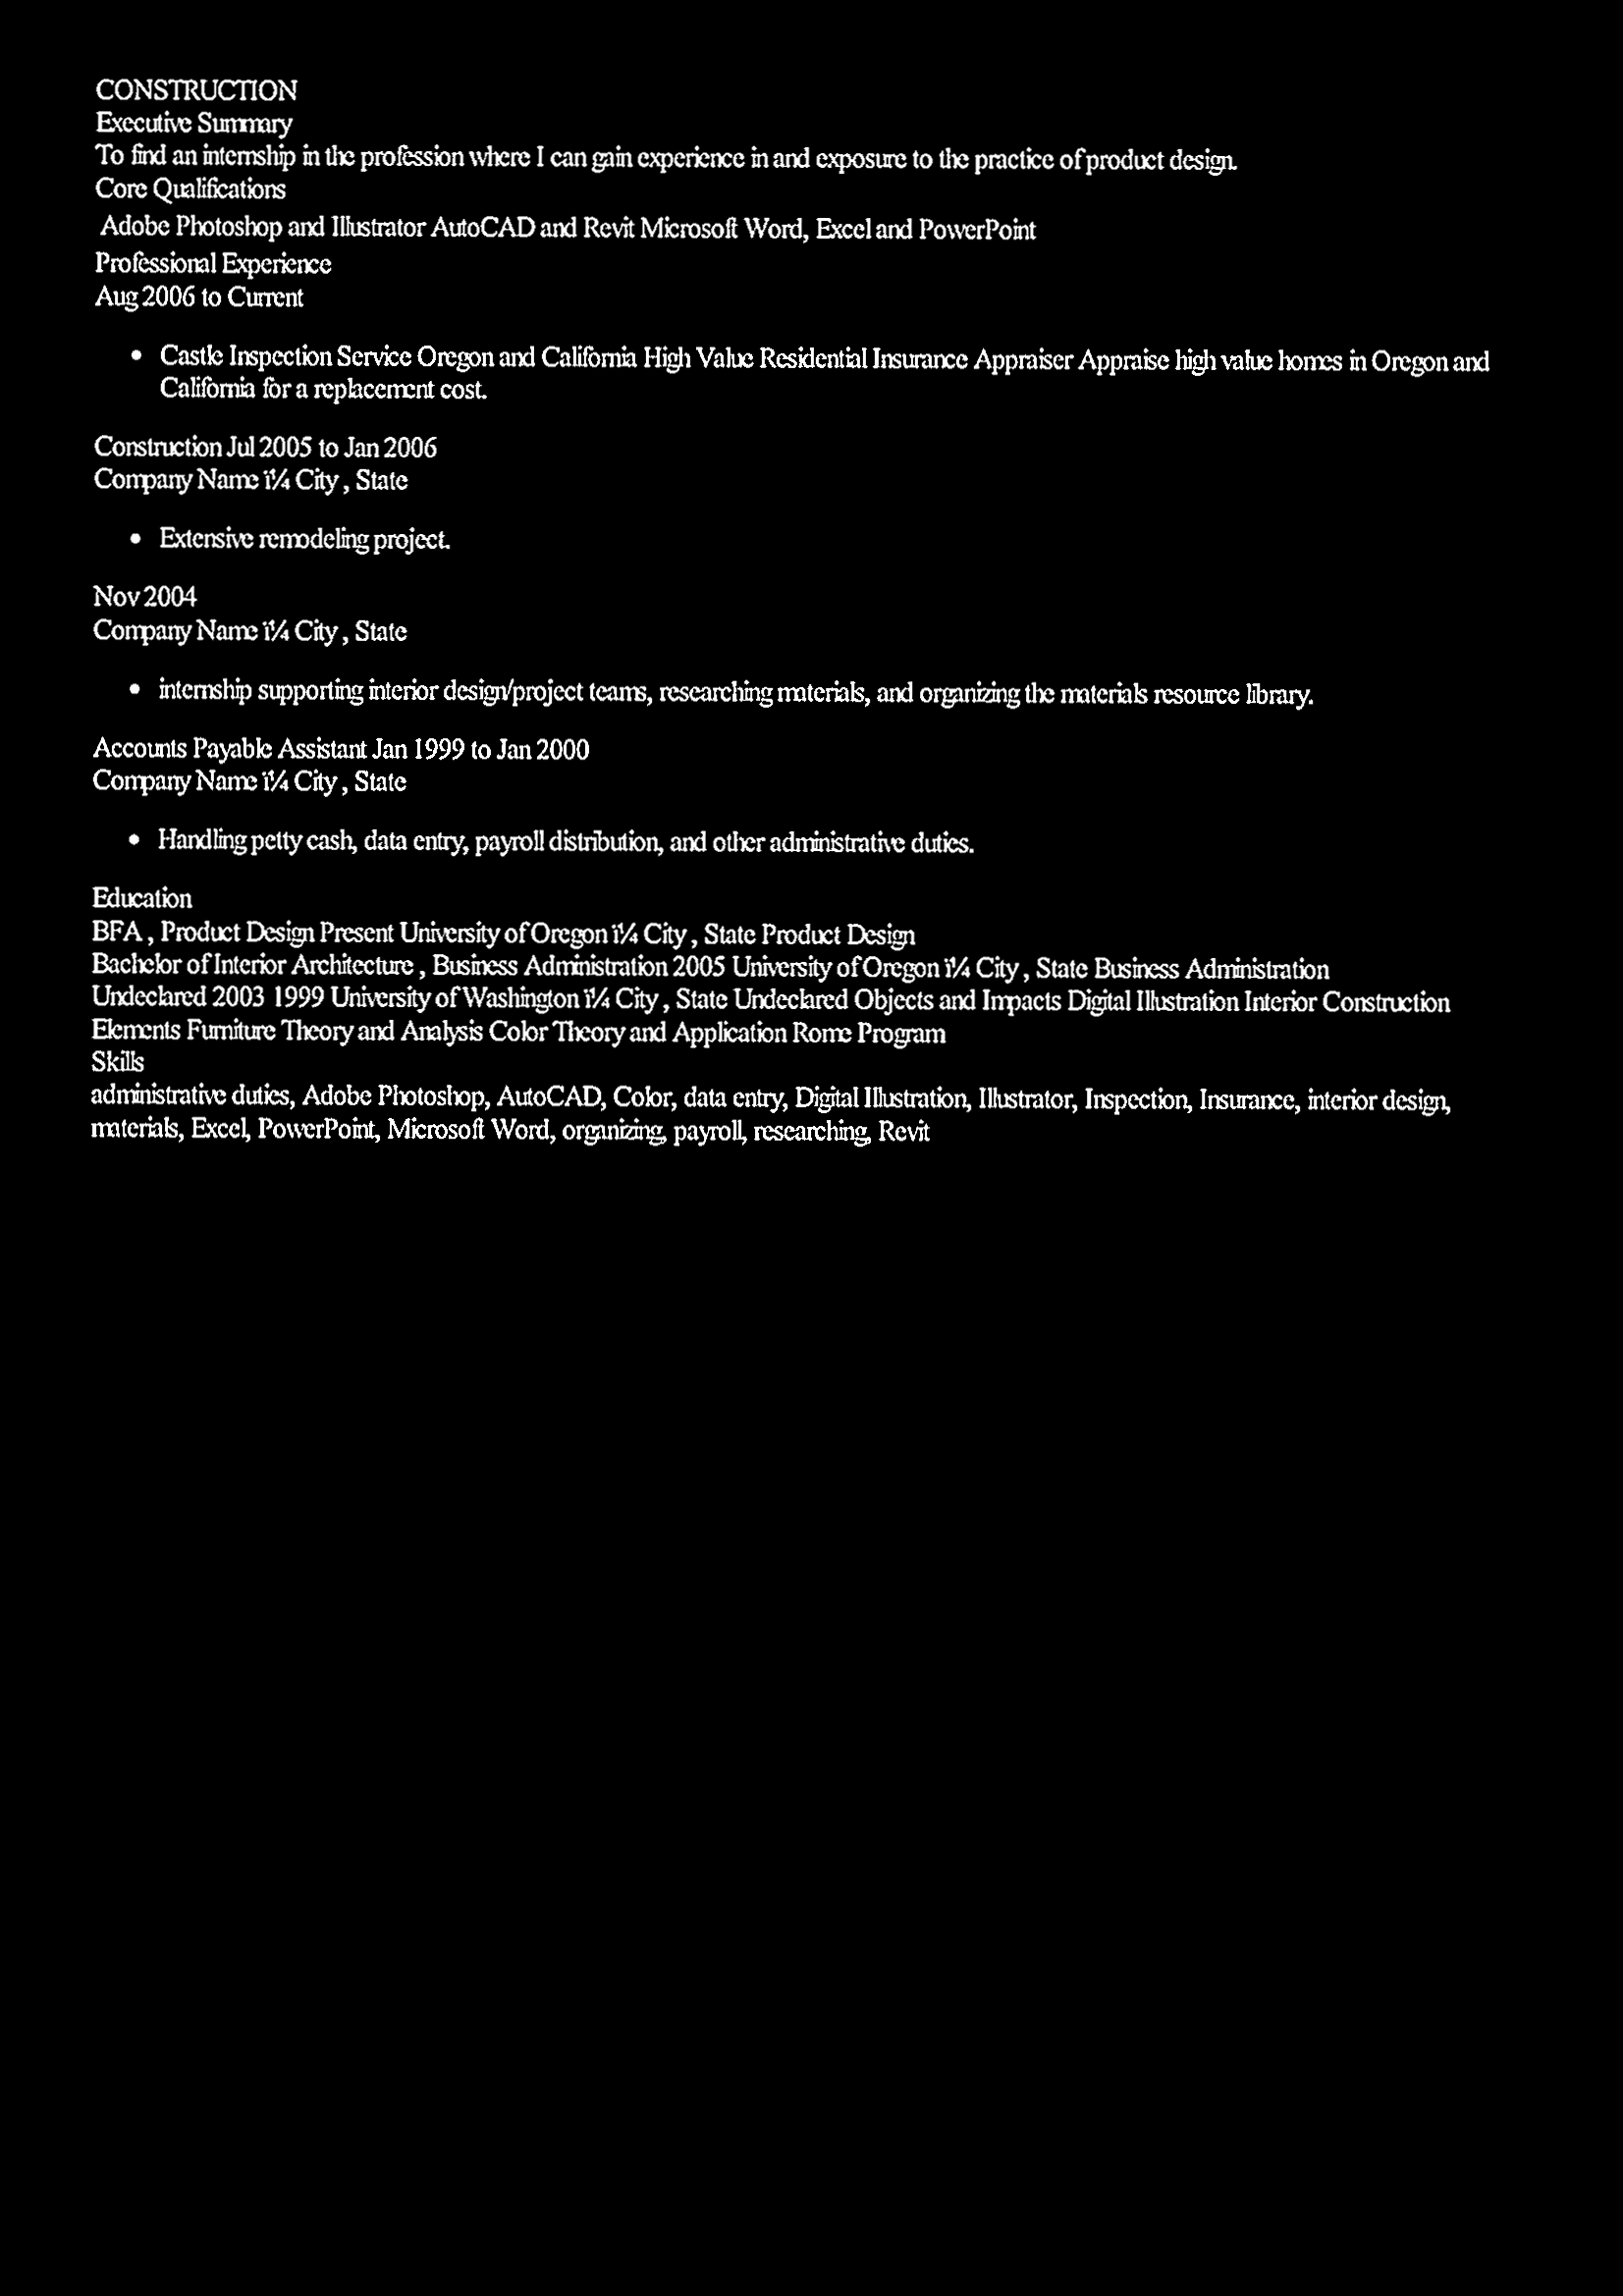 CONSTRUCTION
Executive Summary
To find an internship in the profession where I can gain experience in and exposure to the practice of product design.
Core Qualifications
Adobe Photoshop and Illustrator AutoCAD and Revit Microsoft Word, Excel and PowerPoint
Professional Experience
Aug 2006 to Current
• Castle Inspection Service Oregon and California High Value Residential Insurance Appraiser Appraise high value homes in Oregon and
California for a replacement cost.
Construction Jul 2005 to Jan 2006
Company Name ï¼ City , State
• Extensive remodeling project.
Nov 2004
Company Name ï¼ City , State
• internship supporting interior design/project teams, researching materials, and organizing the materials resource library.
Accounts Payable Assistant Jan 1999 to Jan 2000
Company Name ï¼ City , State
• Handling petty cash, data entry, payroll distribution, and other administrative duties.
Education
BFA , Product Design Present University of Oregon ï¼ City , State Product Design
Bachelor of Interior Architecture , Business Administration 2005 University of Oregon ï¼ City , State Business Administration
Undeclared 2003 1999 University of Washington ï¼ City , State Undeclared Objects and Impacts Digital Illustration Interior Construction
Elements Furniture Theory and Analysis Color Theory and Application Rome Program
Skills
administrative duties, Adobe Photoshop, AutoCAD, Color, data entry, Digital Illustration, Illustrator, Inspection, Insurance, interior design,
materials, Excel, PowerPoint, Microsoft Word, organizing, payroll, researching, Revit